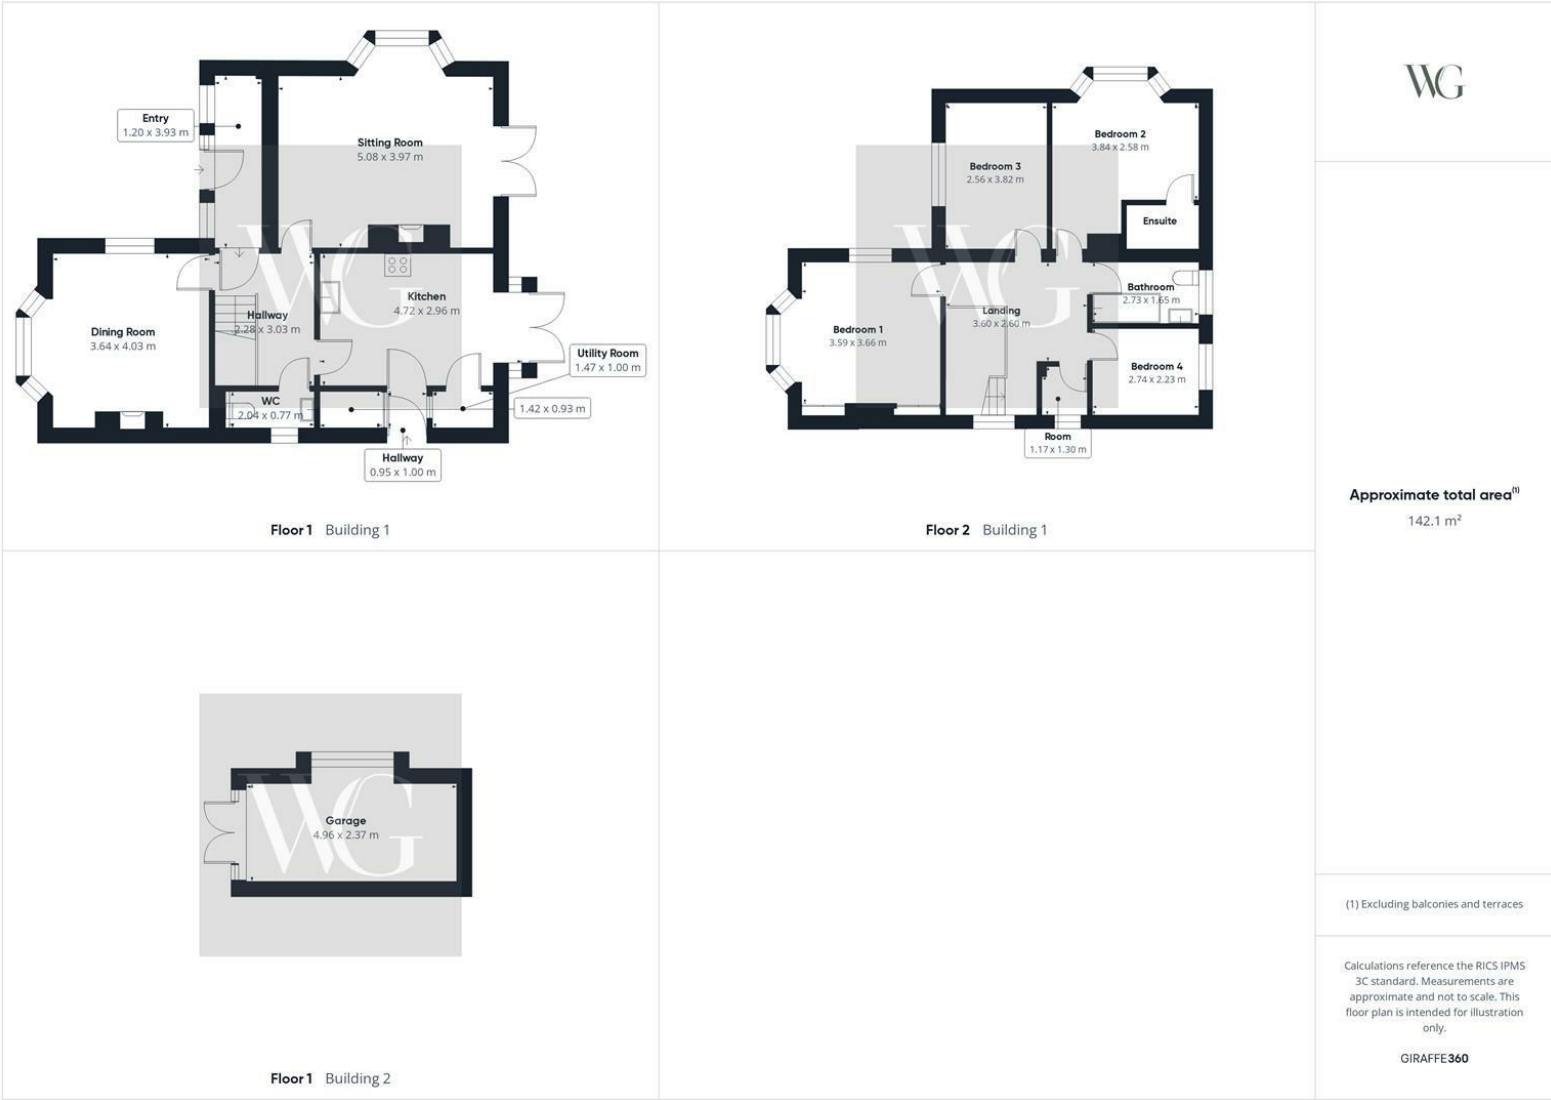 Entry
1.20 x 3.93 m
Sitting Room
5.08 x 3.97 m
Dining Room
3.64 x 4.03 m
Hallway
2.28 x 3.03 m
Kitchen
4.72 x 2.96 m
Utility Room
1.47 x 1.00 m
WC
2.04 x 0.77 m
1.42 x 0.93 m
Hallway
0.95 x 1.00 m
WG
Floor 1 Building 1
Bedroom 2
3.84 x 2.58 m
Bedroom 3
2.56 x 3.82 m
Ensuite
Bathroom
2.73 x 1.65 m
Landing
3.60 x 2.60 m
Bedroom 1
3.59 x 3.66 m
Bedroom 4
2.74 x 2.23 m
Room
1.17 x 1.30 m
WG
Floor 2 Building 1
Garage
4.96 x 2.37 m
WG
Floor 1 Building 2
WG
Approximate total area(1)
142.1 m²
(1) Excluding balconies and terraces
Calculations reference the RICS IPMS
3C standard. Measurements are
approximate and not to scale. This
floor plan is intended for illustration
only.
GIRAFFE360